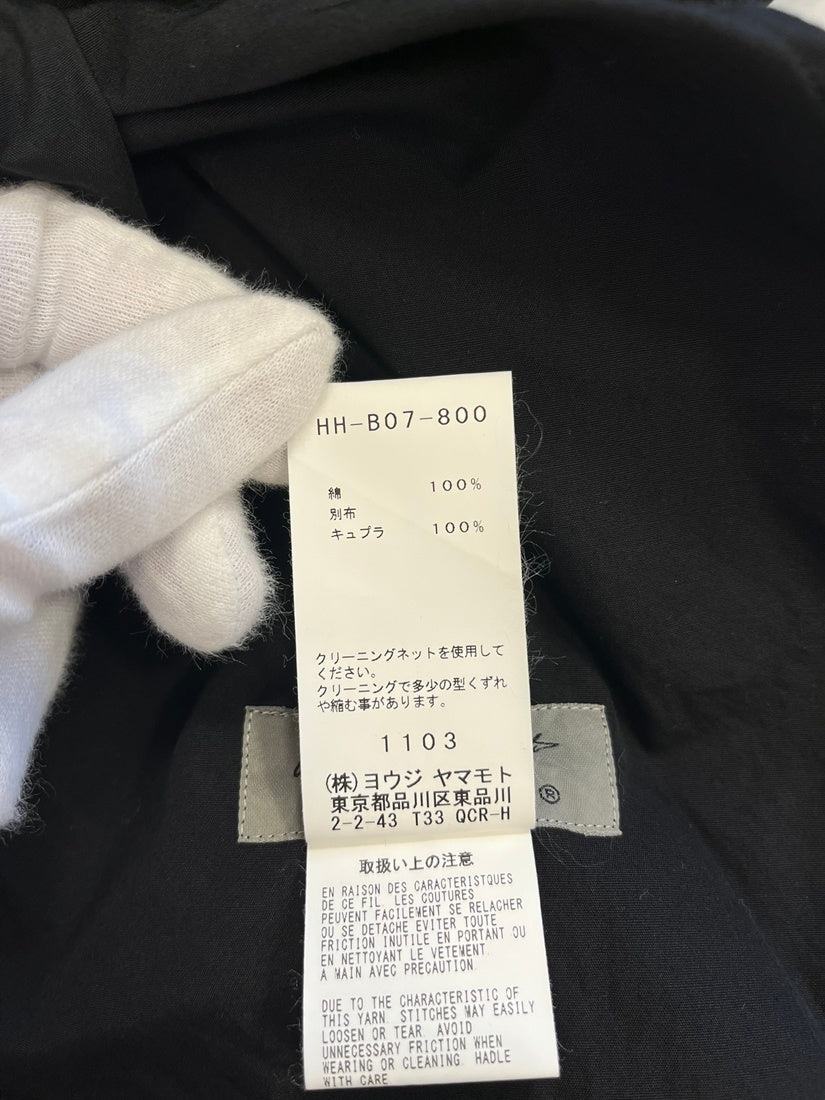 HH-B07-800
綿 100%
別布
キュプラ 100%
クリーニングネットを使用して
ください。
クリーニングで多少の型くずれ
や縮む事があります。
1103
(株)ヨウジ ヤマモト
東京都品川区東品川
2-2-43 T33 QCR-H
®
取扱い上の注意
EN RAISON DES CARACTERISTQUES
DE CE FIL. LES COUTURES
PEUVENT FACILEMENT SE RELACHER
OU SE DETACHE EVITER TOUTE
FRICTION INUTILE EN PORTANT OU
EN NETTOYANT LE VETEMENT.
A MAIN AVEC PRECAUTION.
DUE TO THE CHARACTERISTIC OF
THIS YARN. STITCHES MAY EASILY
LOOSEN OR TEAR. AVOID
UNNECESSARY FRICTION WHEN
WEARING OR CLEANING. HADLE
WITH CARE